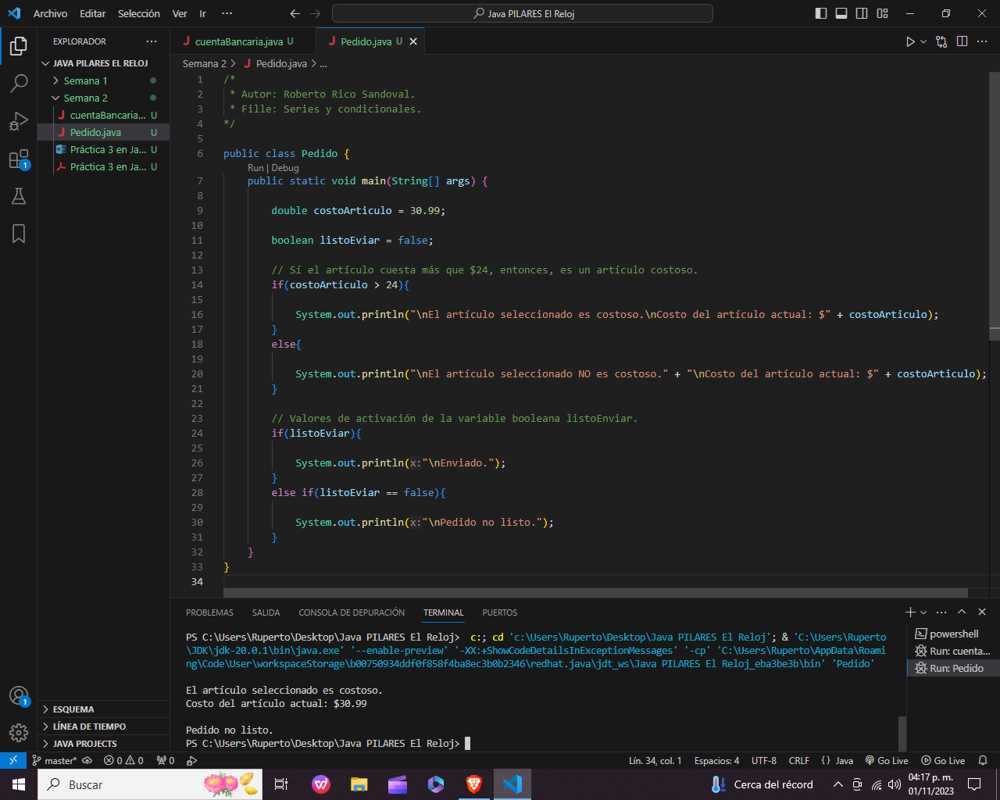 Archivo Editar Selección Ver Ir ··· Java PILARES El Reloj
EXPLORADOR ···
JAVA PILARES EL RELOJ
Semana 1
Semana 2
cuentaBancaria... U
Pedido.java U
Práctica 3 en Ja... U
Práctica 3 en Ja... U
1
1
ESQUEMA
LÍNEA DE TIEMPO
JAVA PROJECTS
cuentaBancaria.java U Pedido.java U
Semana 2 > Pedido.java > ...
1 /*
2 * Autor: Roberto Rico Sandoval.
3 * Fille: Series y condicionales.
4 */
5
6 public class Pedido {
Run | Debug
7 public static void main(String[] args) {
8
9 double costoArticulo = 30.99;
10
11 boolean listoEviar = false;
12
13 // Sí el artículo cuesta más que $24, entonces, es un artículo costoso.
14 if(costoArticulo > 24){
15
16 System.out.println("\nEl artículo seleccionado es costoso.\nCosto del artículo actual: $" + costoArticulo);
17 }
18 else{
19
20 System.out.println("\nEl artículo seleccionado NO es costoso." + "\nCosto del artículo actual: $" + costoArticulo);
21 }
22
23 // Valores de activación de la variable booleana listoEnviar.
24 if(listoEviar){
25
26 System.out.println(x:"\nEnviado.");
27 }
28 else if(listoEviar == false){
29
30 System.out.println(x:"\nPedido no listo.");
31 }
32 }
33 }
34
PROBLEMAS SALIDA CONSOLA DE DEPURACIÓN TERMINAL PUERTOS
PS C:\Users\Ruperto\Desktop\Java PILARES El Reloj> c:; cd 'c:\Users\Ruperto\Desktop\Java PILARES El Reloj'; & 'C:\Users\Ruperto
\JDK\jdk-20.0.1\bin\java.exe' '--enable-preview' '-XX:+ShowCodeDetailsInExceptionMessages' '-cp' 'C:\Users\Ruperto\AppData\Roami
ng\Code\User\workspaceStorage\b00750934ddf0f858f4ba8ec3b0b2346\redhat.java\jdt_ws\Java PILARES El Reloj_eba3be3b\bin' 'Pedido'
El artículo seleccionado es costoso.
Costo del artículo actual: $30.99
Pedido no listo.
PS C:\Users\Ruperto\Desktop\Java PILARES El Reloj>
powershell
Run: cuenta...
Run: Pedido
master* 0 0 0 Lín. 34, col. 1 Espacios: 4 UTF-8 CRLF {} Java Go Live Go Live
Buscar Cerca del récord 04:17 p. m.
01/11/2023